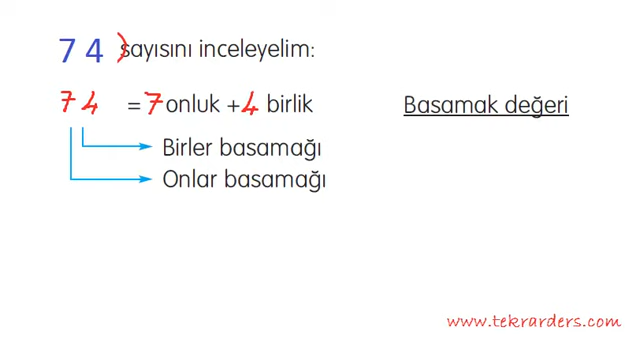 74 sayısını inceleyelim:
74 = 7 onluk + 4 birlik
Basamak değeri
Birler basamağı
Onlar basamağı
www.tekrarders.com